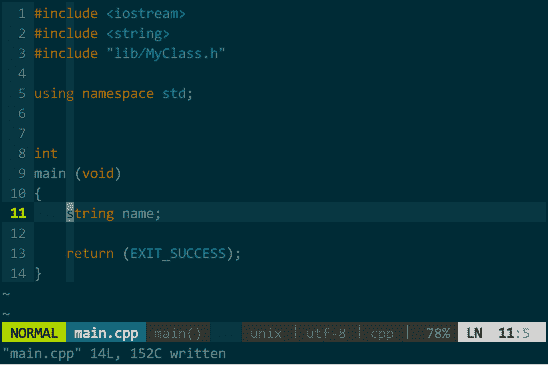 1 #include <iostream>
2 #include <string>
3 #include "lib/MyClass.h"
4
5 using namespace std;
6
7
8 int
9 main (void)
10 {
11 string name;
12
13 return (EXIT_SUCCESS);
14 }
~
~
NORMAL main.cpp main() unix | utf-8 | cpp | 78% LN 11:5
"main.cpp" 14L, 152C written